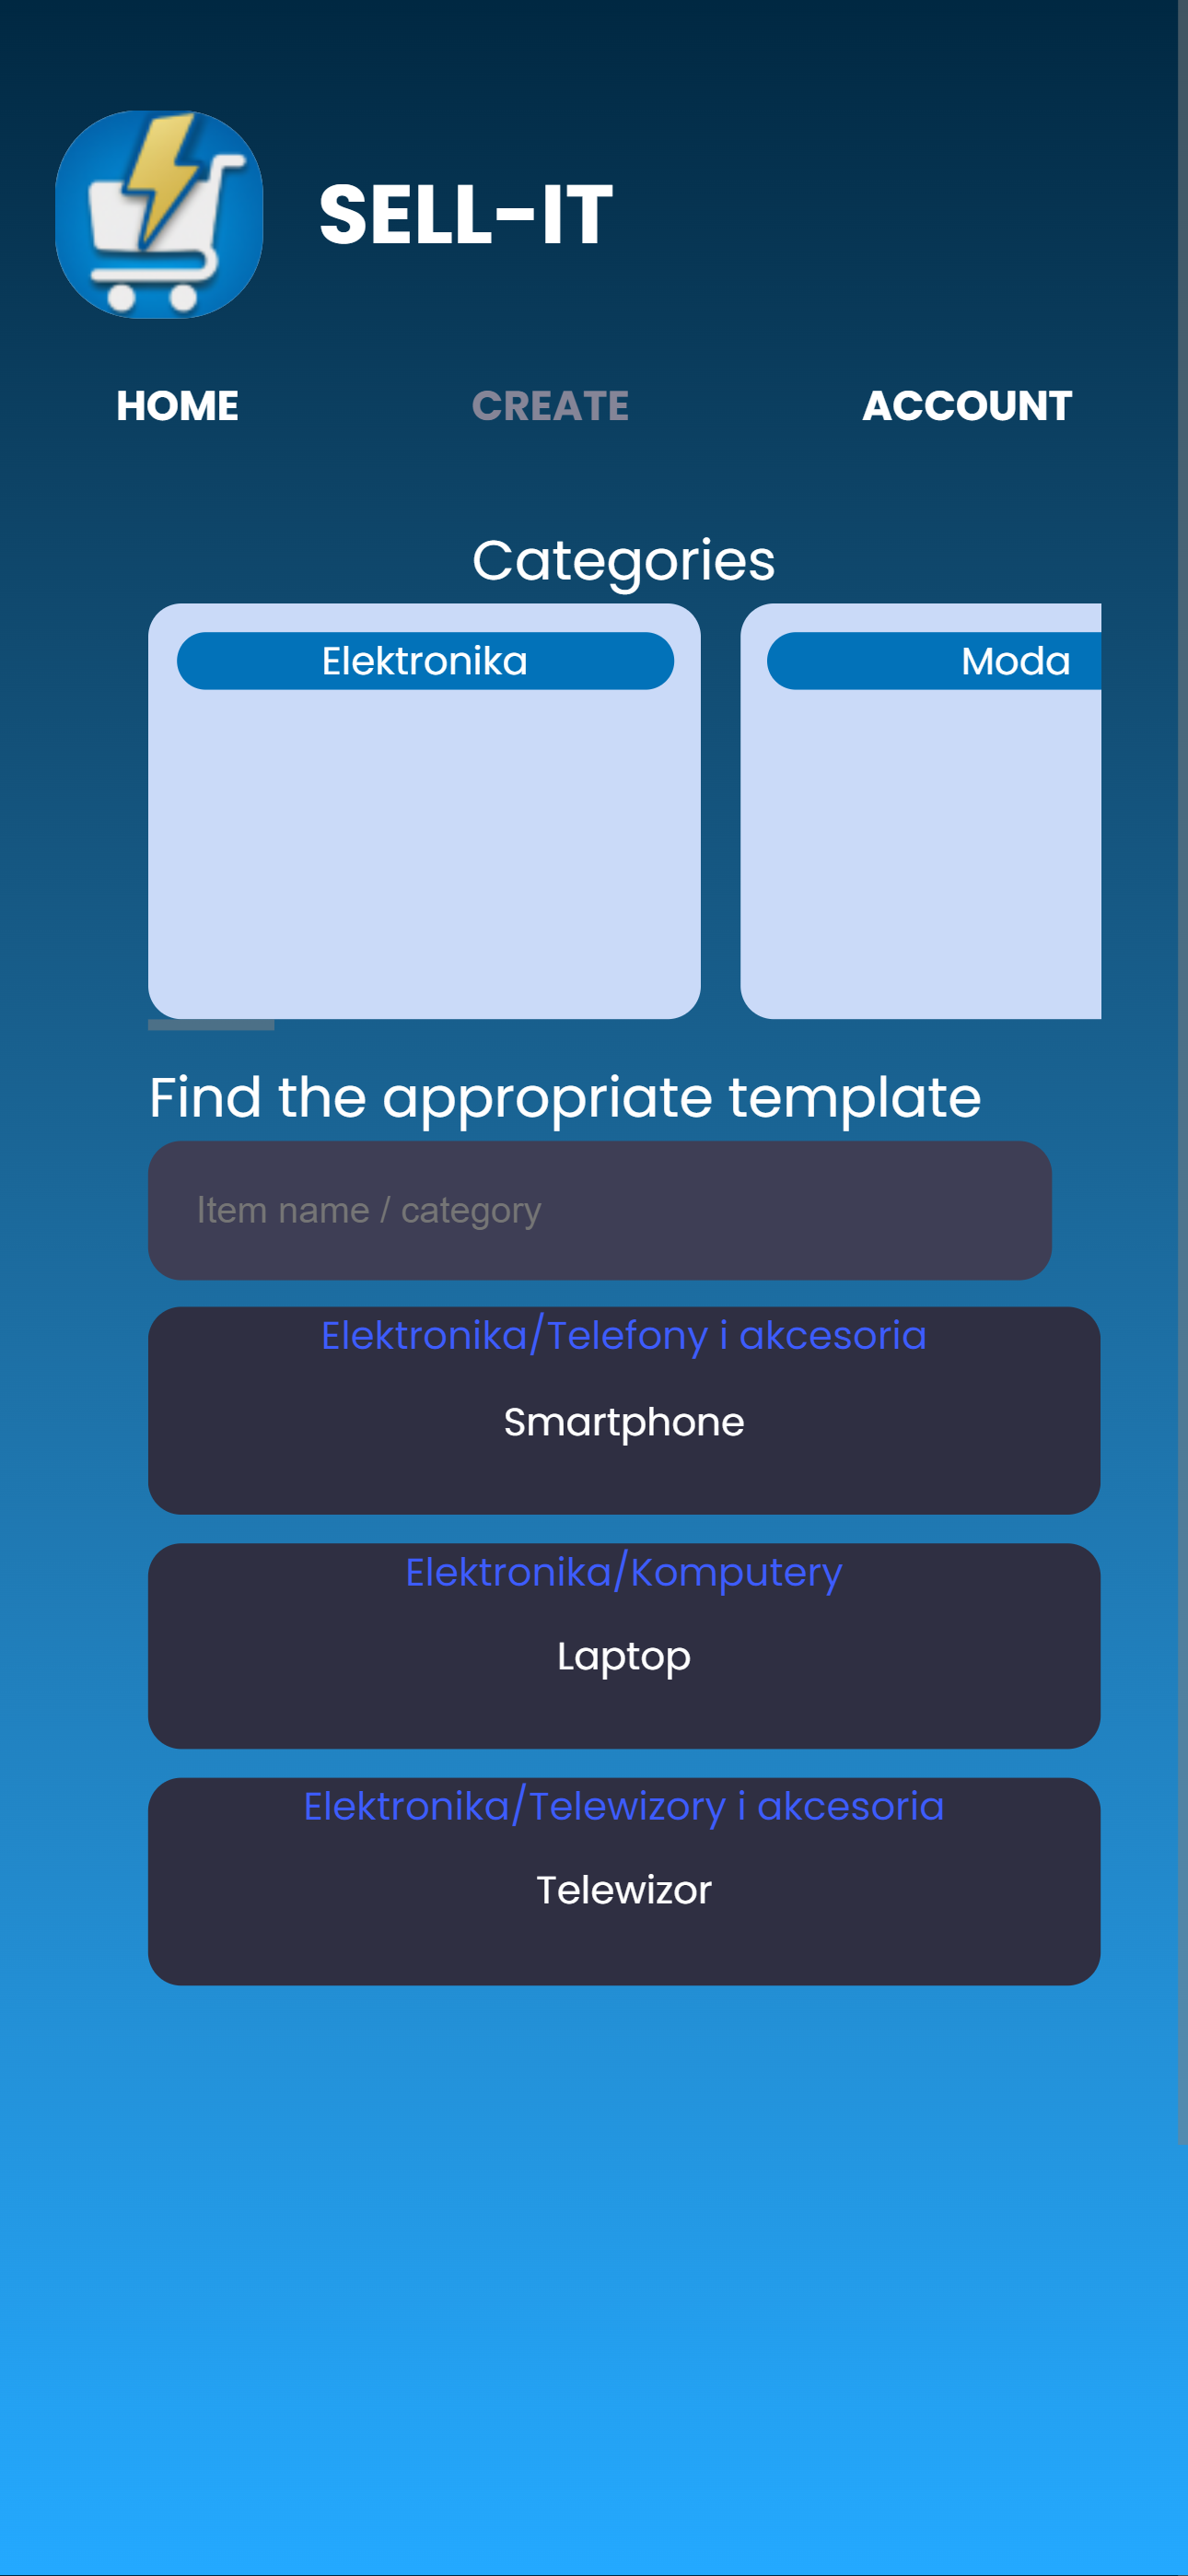 SELL-IT
HOME CREATE ACCOUNT
Categories
Elektronika Moda
Find the appropriate template
Item name / category
Elektronika/Telefony i akcesoria
Smartphone
Elektronika/Komputery
Laptop
Elektronika/Telewizory i akcesoria
Telewizor